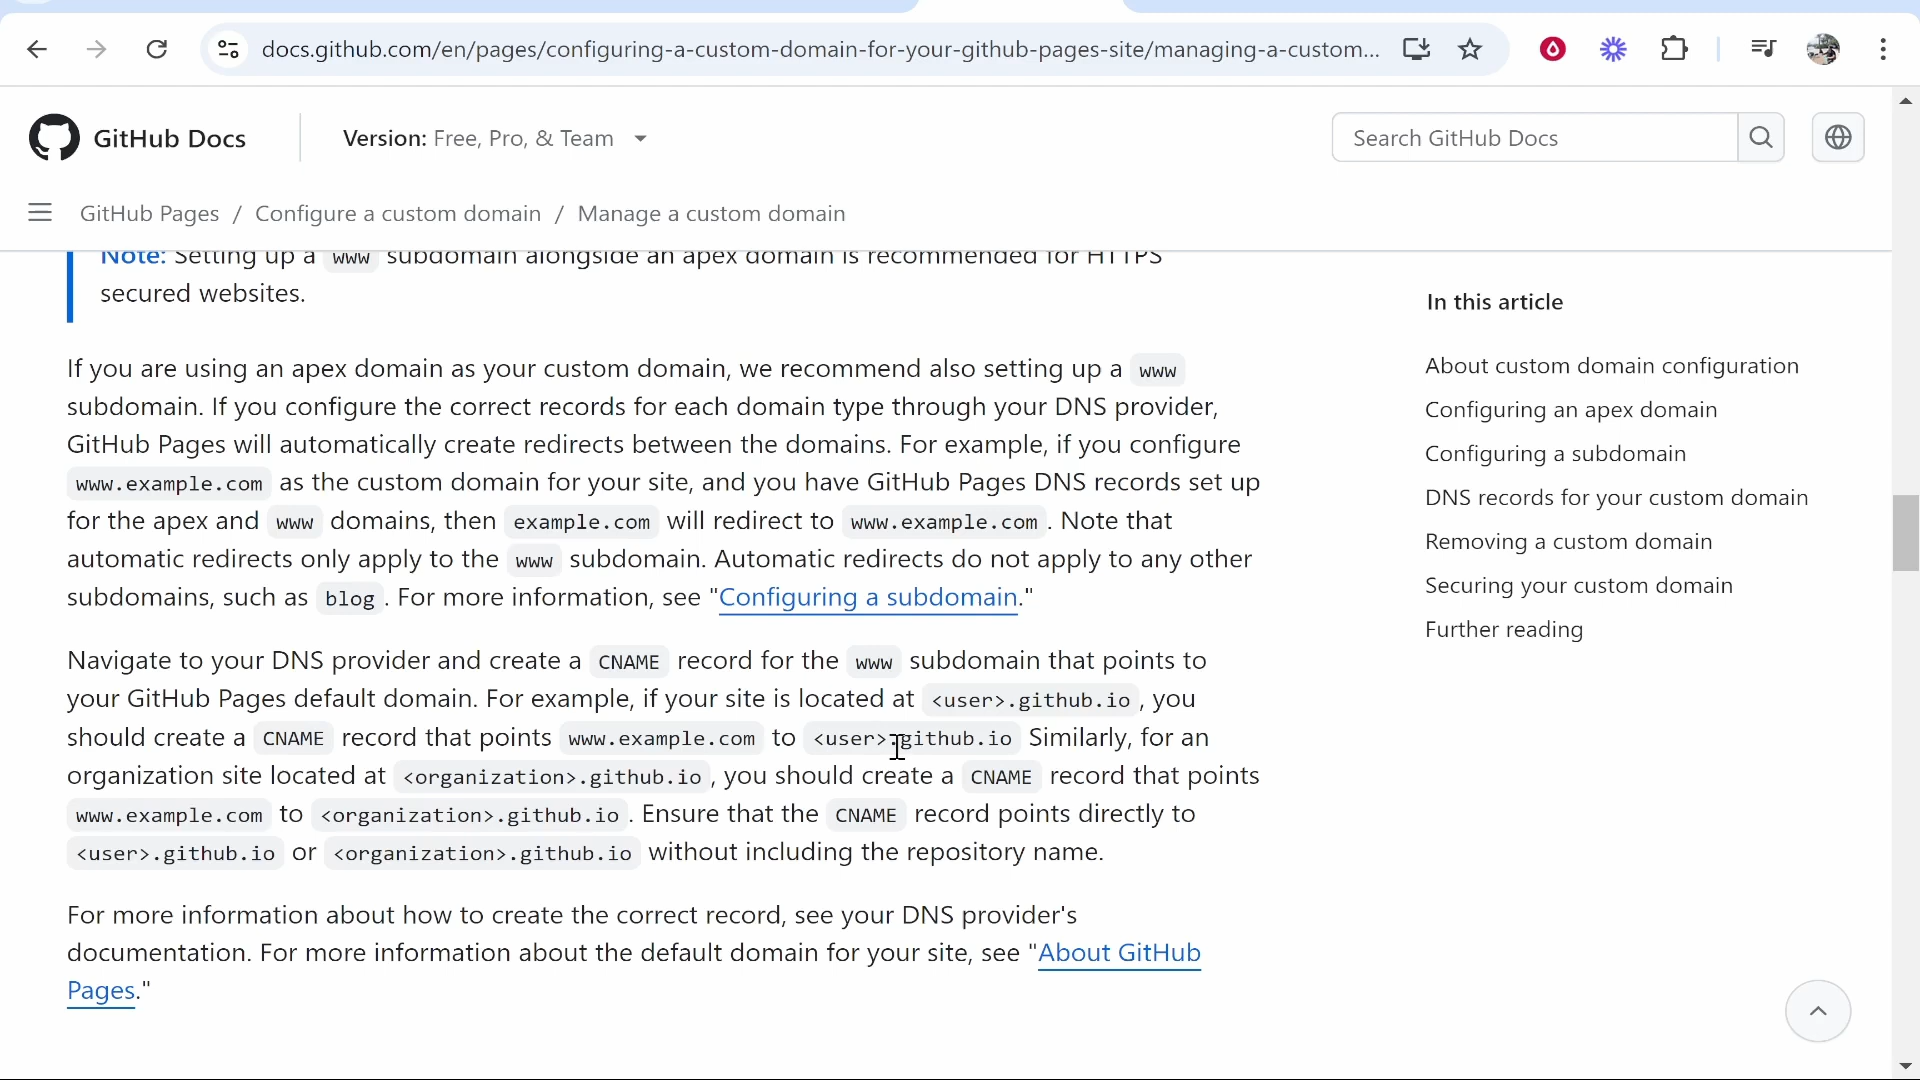 docs.github.com/en/pages/configuring-a-custom-domain-for-your-github-pages-site/managing-a-custom...
GitHub Docs
Version: Free, Pro, & Team
Search GitHub Docs
GitHub Pages / Configure a custom domain / Manage a custom domain
Note: Setting up a www subdomain alongside an apex domain is recommended for HTTPS
secured websites.
If you are using an apex domain as your custom domain, we recommend also setting up a www
subdomain. If you configure the correct records for each domain type through your DNS provider,
GitHub Pages will automatically create redirects between the domains. For example, if you configure
www.example.com as the custom domain for your site, and you have GitHub Pages DNS records set up
for the apex and www domains, then example.com will redirect to www.example.com. Note that
automatic redirects only apply to the www subdomain. Automatic redirects do not apply to any other
subdomains, such as blog. For more information, see "Configuring a subdomain."
Navigate to your DNS provider and create a CNAME record for the www subdomain that points to
your GitHub Pages default domain. For example, if your site is located at <user>.github.io, you
should create a CNAME record that points www.example.com to <user>.github.io Similarly, for an
organization site located at <organization>.github.io, you should create a CNAME record that points
www.example.com to <organization>.github.io. Ensure that the CNAME record points directly to
<user>.github.io or <organization>.github.io without including the repository name.
For more information about how to create the correct record, see your DNS provider's
documentation. For more information about the default domain for your site, see "About GitHub
Pages."
In this article
About custom domain configuration
Configuring an apex domain
Configuring a subdomain
DNS records for your custom domain
Removing a custom domain
Securing your custom domain
Further reading